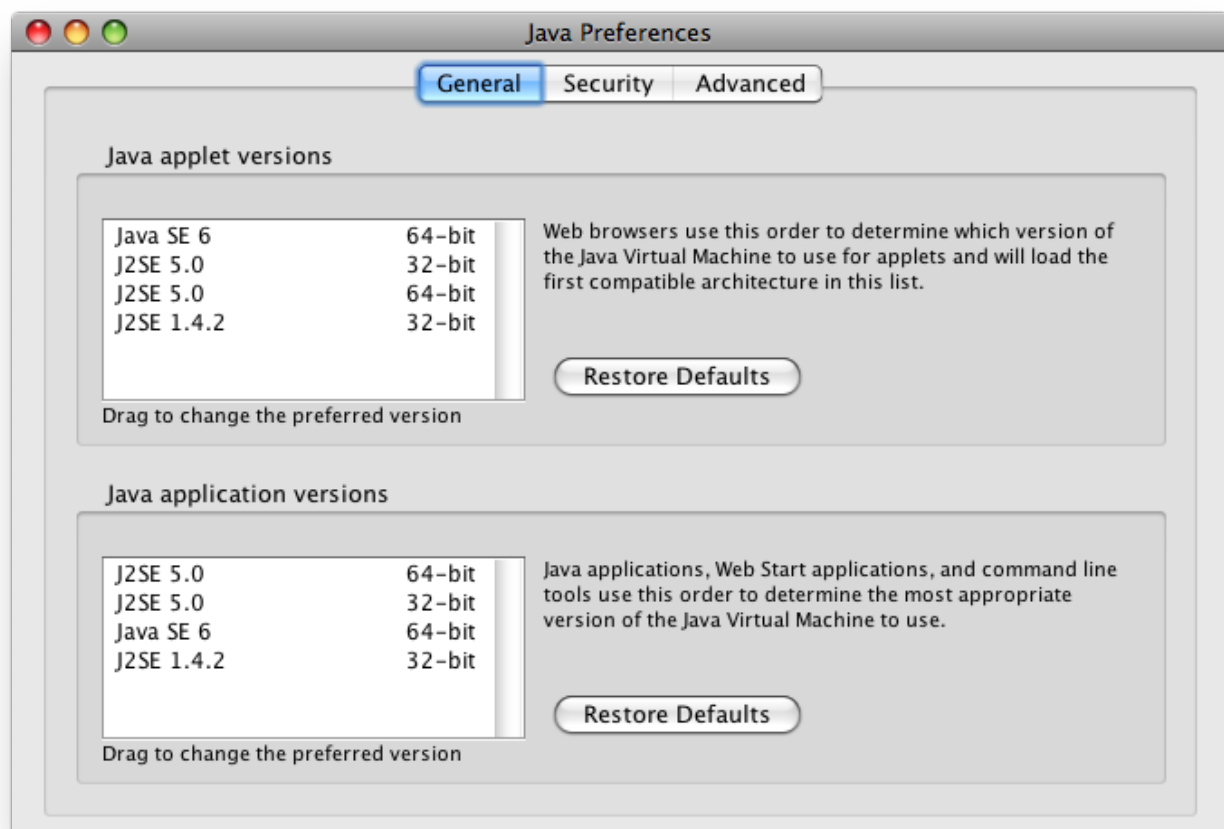 Java Preferences
General Security Advanced
Java applet versions
Java SE 6 64-bit
J2SE 5.0 32-bit
J2SE 5.0 64-bit
J2SE 1.4.2 32-bit
Drag to change the preferred version
Web browsers use this order to determine which version of
the Java Virtual Machine to use for applets and will load the
first compatible architecture in this list.
Restore Defaults
Java application versions
J2SE 5.0 64-bit
J2SE 5.0 32-bit
Java SE 6 64-bit
J2SE 1.4.2 32-bit
Drag to change the preferred version
Java applications, Web Start applications, and command line
tools use this order to determine the most appropriate
version of the Java Virtual Machine to use.
Restore Defaults